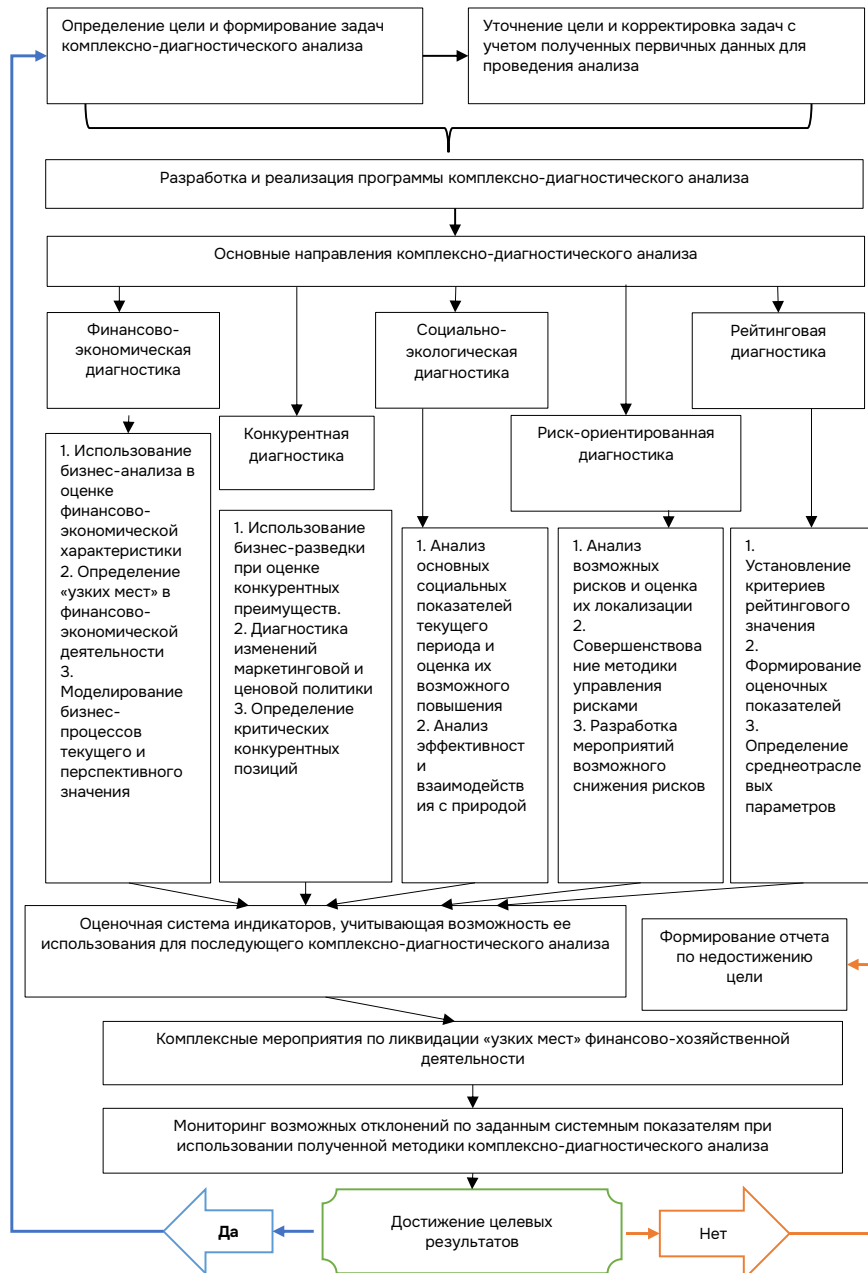 Определение цели и формирование задач
комплексно-диагностического анализа
Уточнение цели и корректировка задач с
учетом полученных первичных данных для
проведения анализа
Разработка и реализация программы комплексно-диагностического анализа
Основные направления комплексно-диагностического анализа
Финансово-
экономическая
диагностика
Социально-
экологическая
диагностика
Рейтинговая
диагностика
Конкурентная
диагностика
Риск-ориентированная
диагностика
1. Использование
бизнес-анализа в
оценке
финансово-
экономической
характеристики
2. Определение
«узких мест» в
финансово-
экономической
деятельности
3.
Моделирование
бизнес-
процессов
текущего и
перспективного
значения
1. Использование
бизнес-разведки
при оценке
конкурентных
преимуществ.
2. Диагностика
изменений
маркетинговой и
ценовой политики
3. Определение
критических
конкурентных
позиций
1. Анализ
основных
социальных
показателей
текущего
периода и
оценка их
возможного
повышения
2. Анализ
эффективност
и
взаимодейств
ия с природой
1. Анализ
возможных
рисков и оценка
их локализации
2.
Совершенствова
ние методики
управления
рисками
3. Разработка
мероприятий
возможного
снижения рисков
1.
Установление
критериев
рейтингового
значения
2.
Формирование
оценочных
показателей
3.
Определение
среднеотрасле
вых
параметров
Оценочная система индикаторов, учитывающая возможность ее
использования для последующего комплексно-диагностического анализа
Формирование отчета
по недостижению
цели
Комплексные мероприятия по ликвидации «узких мест» финансово-хозяйственной
деятельности
Мониторинг возможных отклонений по заданным системным показателям при
использовании полученной методики комплексно-диагностического анализа
Да
Достижение целевых
результатов
Нет